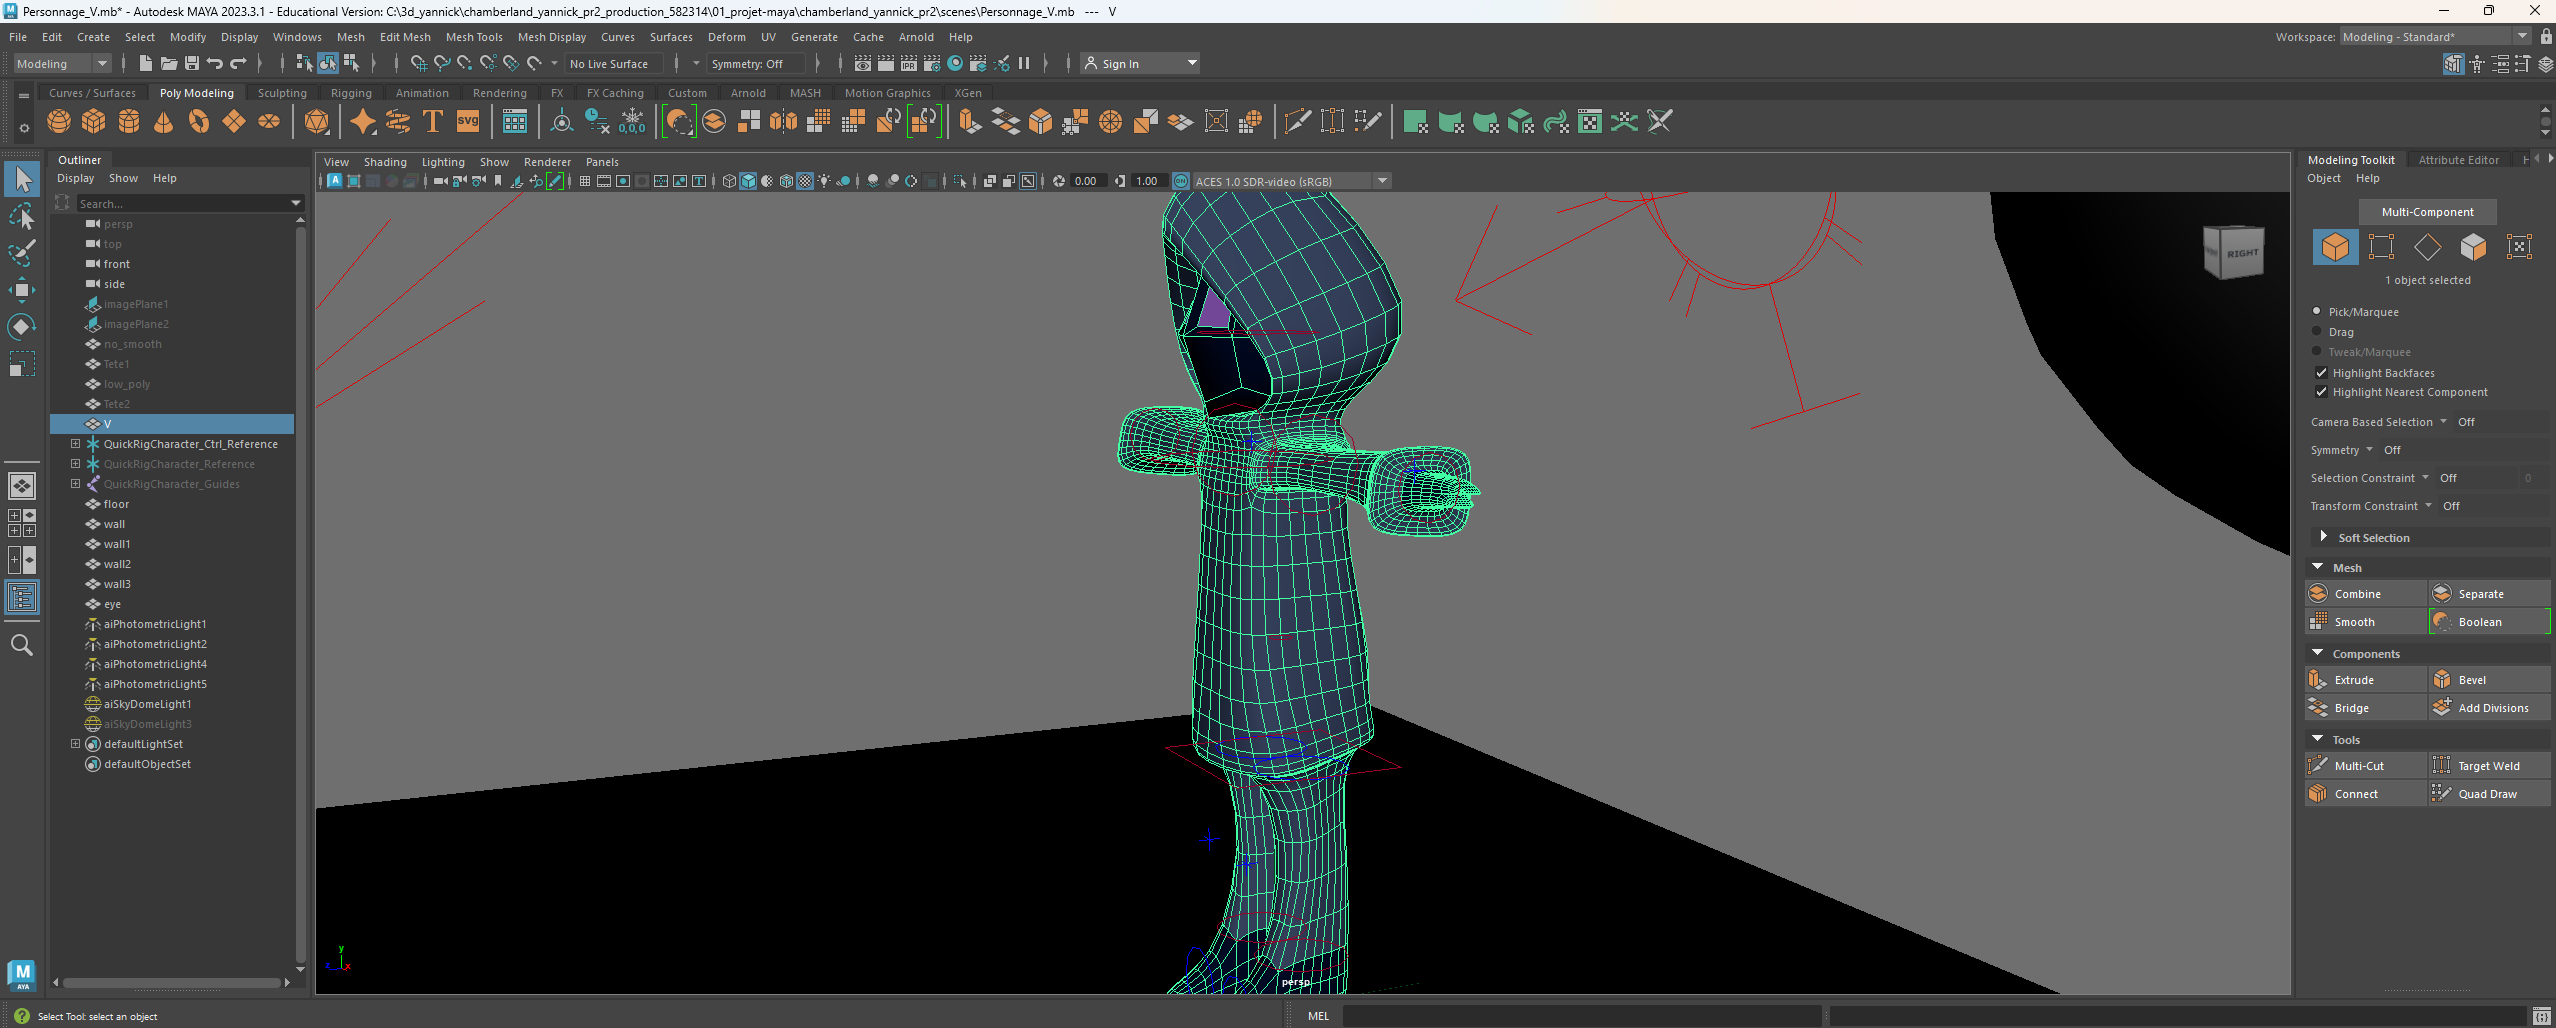 Personnage_V.mb* - Autodesk MAYA 2023.3.1 - Educational Version: C:\3d_yannick\chamberland_yannick_pr2_production_582314\01_projet-maya\chamberland_yannick_pr2\scenes\Personnage_V.mb --- V
File Edit Create Select Modify Display Windows Mesh Edit Mesh Mesh Tools Mesh Display Curves Surfaces Deform UV Generate Cache Arnold Help
Workspace: Modeling - Standard*
Modeling No Live Surface Symmetry: Off IPR Sign In
Curves / Surfaces Poly Modeling Sculpting Rigging Animation Rendering FX FX Caching Custom Arnold MASH Motion Graphics XGen
T svg 0,0,0
Outliner
Display Show Help
Search...
persp
top
front
side
imagePlane1
imagePlane2
no_smooth
Tete1
low_poly
Tete2
V
QuickRigCharacter_Ctrl_Reference
QuickRigCharacter_Reference
QuickRigCharacter_Guides
floor
wall
wall1
wall2
wall3
eye
aiPhotometricLight1
aiPhotometricLight2
aiPhotometricLight4
aiPhotometricLight5
aiSkyDomeLight1
aiSkyDomeLight3
defaultLightSet
defaultObjectSet
View Shading Lighting Show Renderer Panels
0.00 1.00 ON ACES 1.0 SDR-video (sRGB)
RIGHT
y
z x
persp
Modeling Toolkit Attribute Editor
Object Help
Multi-Component
1 object selected
Pick/Marquee
Drag
Tweak/Marquee
Highlight Backfaces
Highlight Nearest Component
Camera Based Selection Off
Symmetry Off
Selection Constraint Off 0
Transform Constraint Off
Soft Selection
Mesh
Combine Separate
Smooth Boolean
Components
Extrude Bevel
Bridge Add Divisions
Tools
Multi-Cut Target Weld
Connect Quad Draw
M
AYA
Select Tool: select an object
MEL